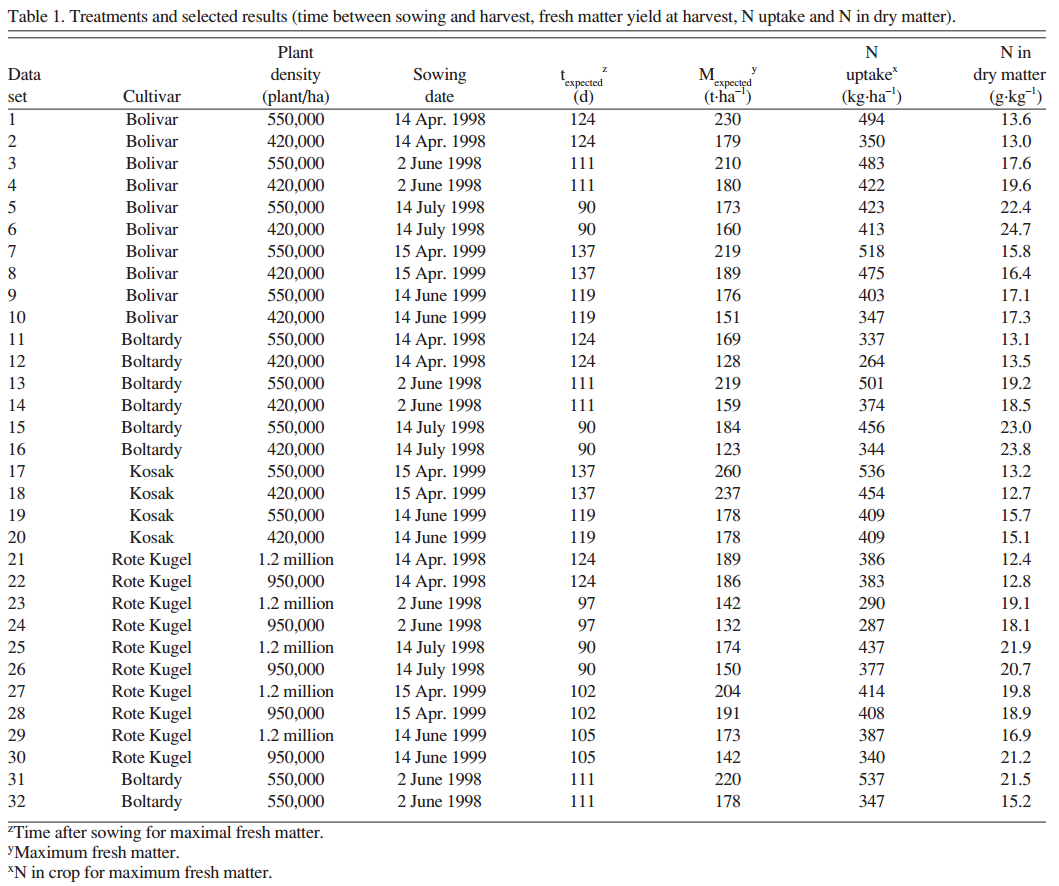 Table 1. Treatments and selected results (time between sowing and harvest, fresh matter yield at harvest, N uptake and N in dry matter).
Plant N N in
Data density Sowing t_expected^z M_expected^y uptake^x dry matter
set Cultivar (plant/ha) date (d) (t·ha⁻¹) (kg·ha⁻¹) (g·kg⁻¹)
1 Bolivar 550,000 14 Apr. 1998 124 230 494 13.6
2 Bolivar 420,000 14 Apr. 1998 124 179 350 13.0
3 Bolivar 550,000 2 June 1998 111 210 483 17.6
4 Bolivar 420,000 2 June 1998 111 180 422 19.6
5 Bolivar 550,000 14 July 1998 90 173 423 22.4
6 Bolivar 420,000 14 July 1998 90 160 413 24.7
7 Bolivar 550,000 15 Apr. 1999 137 219 518 15.8
8 Bolivar 420,000 15 Apr. 1999 137 189 475 16.4
9 Bolivar 550,000 14 June 1999 119 176 403 17.1
10 Bolivar 420,000 14 June 1999 119 151 347 17.3
11 Boltardy 550,000 14 Apr. 1998 124 169 337 13.1
12 Boltardy 420,000 14 Apr. 1998 124 128 264 13.5
13 Boltardy 550,000 2 June 1998 111 219 501 19.2
14 Boltardy 420,000 2 June 1998 111 159 374 18.5
15 Boltardy 550,000 14 July 1998 90 184 456 23.0
16 Boltardy 420,000 14 July 1998 90 123 344 23.8
17 Kosak 550,000 15 Apr. 1999 137 260 536 13.2
18 Kosak 420,000 15 Apr. 1999 137 237 454 12.7
19 Kosak 550,000 14 June 1999 119 178 409 15.7
20 Kosak 420,000 14 June 1999 119 178 409 15.1
21 Rote Kugel 1.2 million 14 Apr. 1998 124 189 386 12.4
22 Rote Kugel 950,000 14 Apr. 1998 124 186 383 12.8
23 Rote Kugel 1.2 million 2 June 1998 97 142 290 19.1
24 Rote Kugel 950,000 2 June 1998 97 132 287 18.1
25 Rote Kugel 1.2 million 14 July 1998 90 174 437 21.9
26 Rote Kugel 950,000 14 July 1998 90 150 377 20.7
27 Rote Kugel 1.2 million 15 Apr. 1999 102 204 414 19.8
28 Rote Kugel 950,000 15 Apr. 1999 102 191 408 18.9
29 Rote Kugel 1.2 million 14 June 1999 105 173 387 16.9
30 Rote Kugel 950,000 14 June 1999 105 142 340 21.2
31 Boltardy 550,000 2 June 1998 111 220 537 21.5
32 Boltardy 550,000 2 June 1998 111 178 347 15.2
ᶻTime after sowing for maximal fresh matter.
ʸMaximum fresh matter.
ˣN in crop for maximum fresh matter.